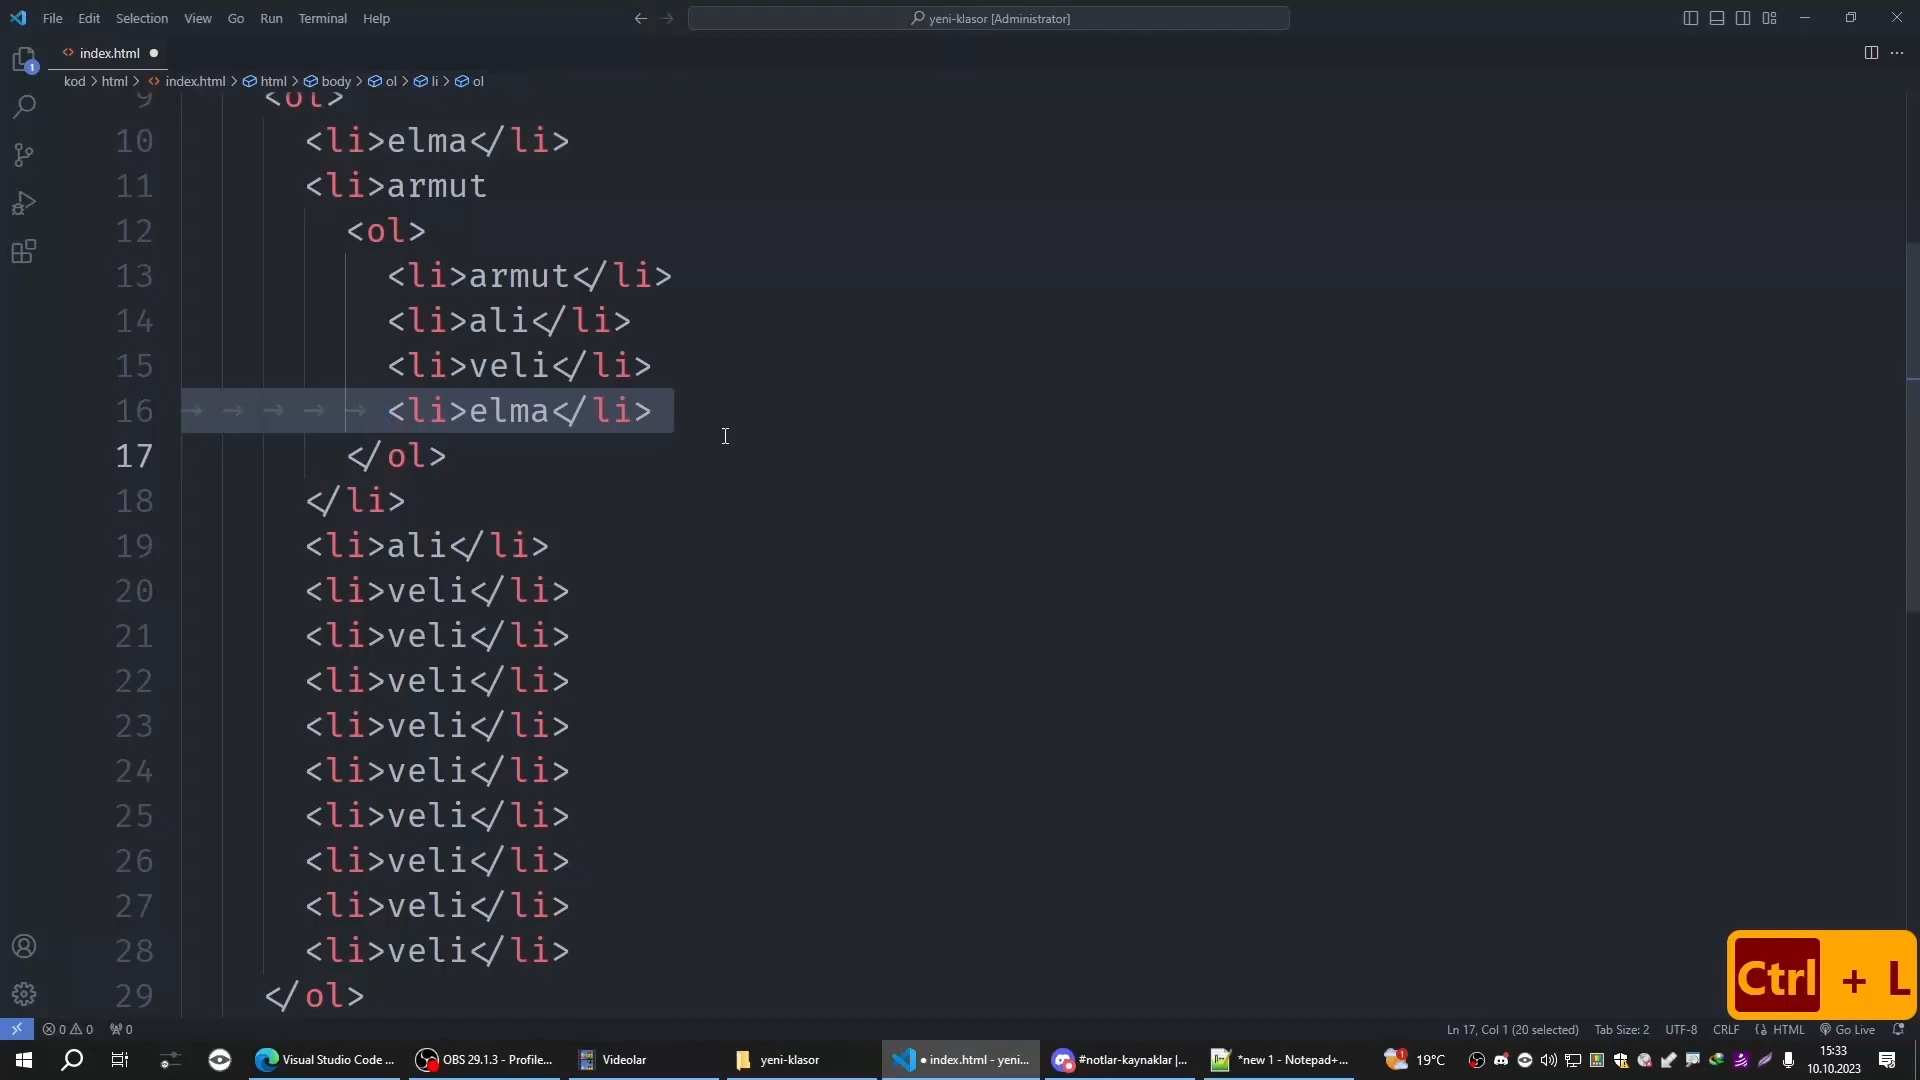 File Edit Selection View Go Run Terminal Help
yeni-klasor [Administrator]
index.html
kod > html > index.html > html > body > ol > li > ol
9 <ol>
10 <li>elma</li>
11 <li>armut
12 <ol>
13 <li>armut</li>
14 <li>ali</li>
15 <li>veli</li>
16 <li>elma</li>
17 </ol>
18 </li>
19 <li>ali</li>
20 <li>veli</li>
21 <li>veli</li>
22 <li>veli</li>
23 <li>veli</li>
24 <li>veli</li>
25 <li>veli</li>
26 <li>veli</li>
27 <li>veli</li>
28 <li>veli</li>
29 </ol>
Ctrl + L
0 0 0 Ln 17, Col 1 (20 selected) Tab Size: 2 UTF-8 CRLF HTML Go Live
Visual Studio Code ... OBS 29.1.3 - Profile... Videolar yeni-klasor • index.html - yeni... #notlar-kaynaklar |... *new 1 - Notepad+... 19°C 15:33
10.10.2023